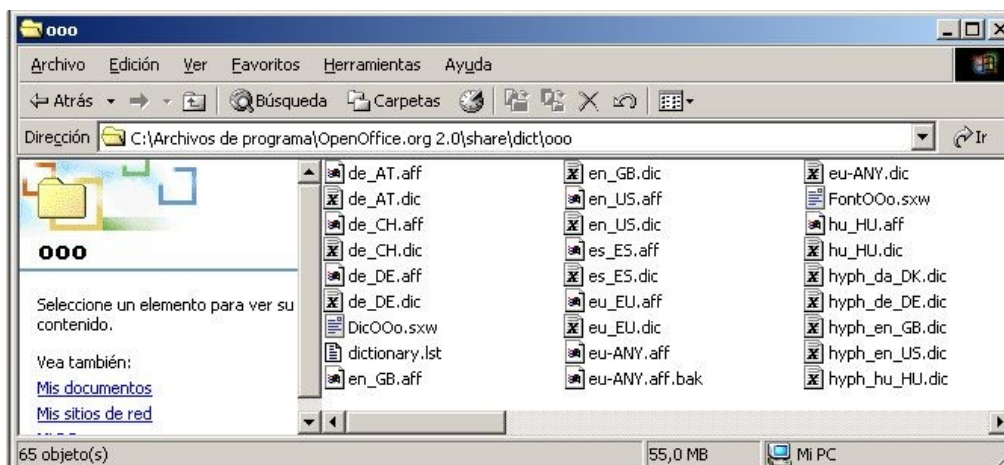 ooo
Archivo Edición Ver Favoritos Herramientas Ayuda
Atrás Búsqueda Carpetas
Dirección C:\Archivos de programa\OpenOffice.org 2.0\share\dict\ooo Ir
ooo
Seleccione un elemento para ver su
contenido.
Vea también:
Mis documentos
Mis sitios de red
de_AT.aff
de_AT.dic
de_CH.aff
de_CH.dic
de_DE.aff
de_DE.dic
DicOOo.sxw
dictionary.lst
en_GB.aff
en_GB.dic
en_US.aff
en_US.dic
es_ES.aff
es_ES.dic
eu_EU.aff
eu_EU.dic
eu-ANY.aff
eu-ANY.aff.bak
eu-ANY.dic
FontOOo.sxw
hu_HU.aff
hu_HU.dic
hyph_da_DK.dic
hyph_de_DE.dic
hyph_en_GB.dic
hyph_en_US.dic
hyph_hu_HU.dic
65 objeto(s) 55,0 MB Mi PC